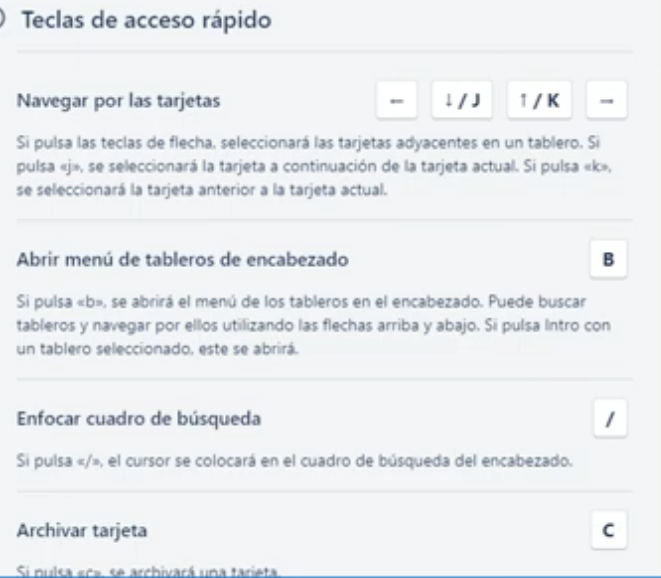 Teclas de acceso rápido
Navegar por las tarjetas ← ↓ / J ↑ / K →
Si pulsa las teclas de flecha, seleccionará las tarjetas adyacentes en un tablero. Si
pulsa «j», se seleccionará la tarjeta a continuación de la tarjeta actual. Si pulsa «k»,
se seleccionará la tarjeta anterior a la tarjeta actual.
Abrir menú de tableros de encabezado B
Si pulsa «b», se abrirá el menú de los tableros en el encabezado. Puede buscar
tableros y navegar por ellos utilizando las flechas arriba y abajo. Si pulsa Intro con
un tablero seleccionado, este se abrirá.
Enfocar cuadro de búsqueda /
Si pulsa «/», el cursor se colocará en el cuadro de búsqueda del encabezado.
Archivar tarjeta C
Si pulsa «c», se archivará una tarjeta.